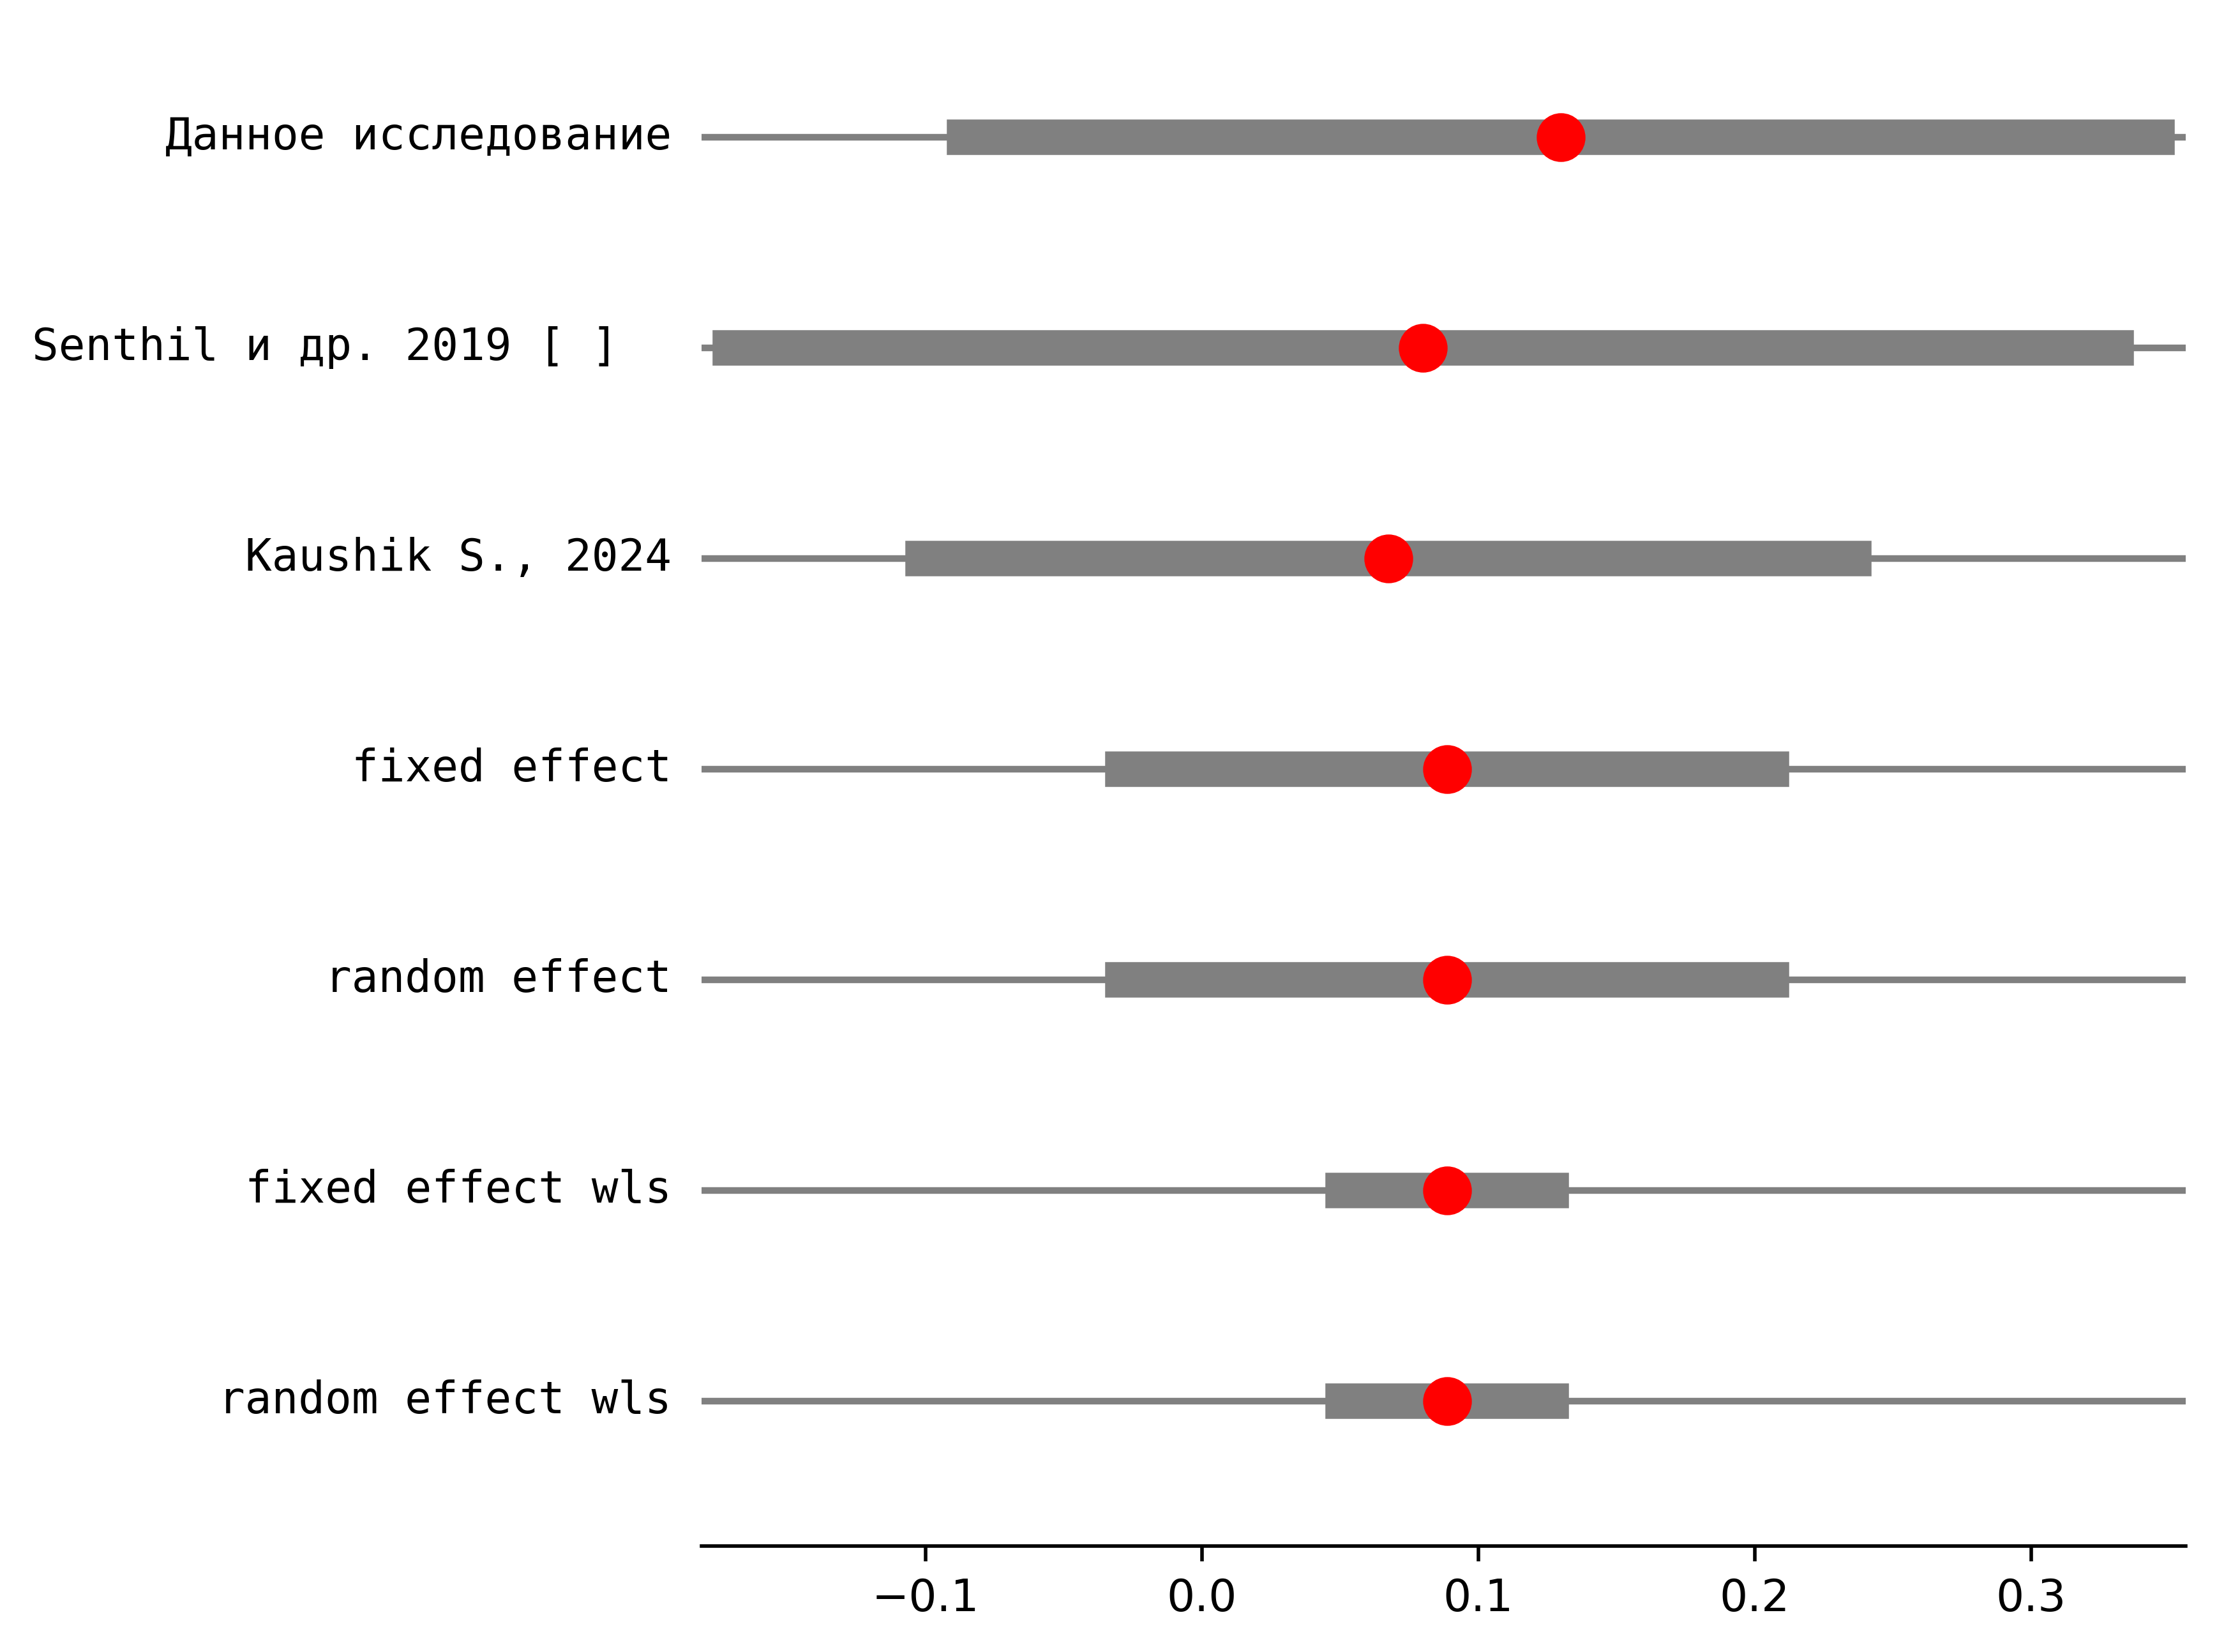 Данное исследование
Senthil и др. 2019 [ ]
Kaushik S., 2024
fixed effect
random effect
fixed effect wls
random effect wls
−0.1 0.0 0.1 0.2 0.3